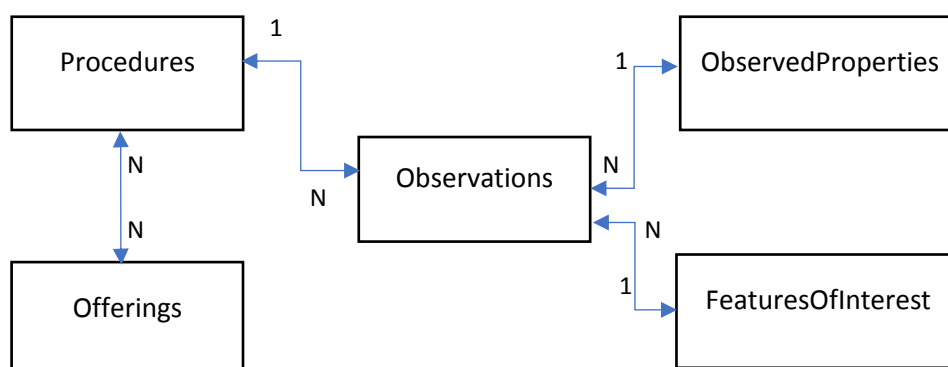 1
Procedures
1
ObservedProperties
N
Observations
N
N
N
N
1
Offerings
FeaturesOfInterest